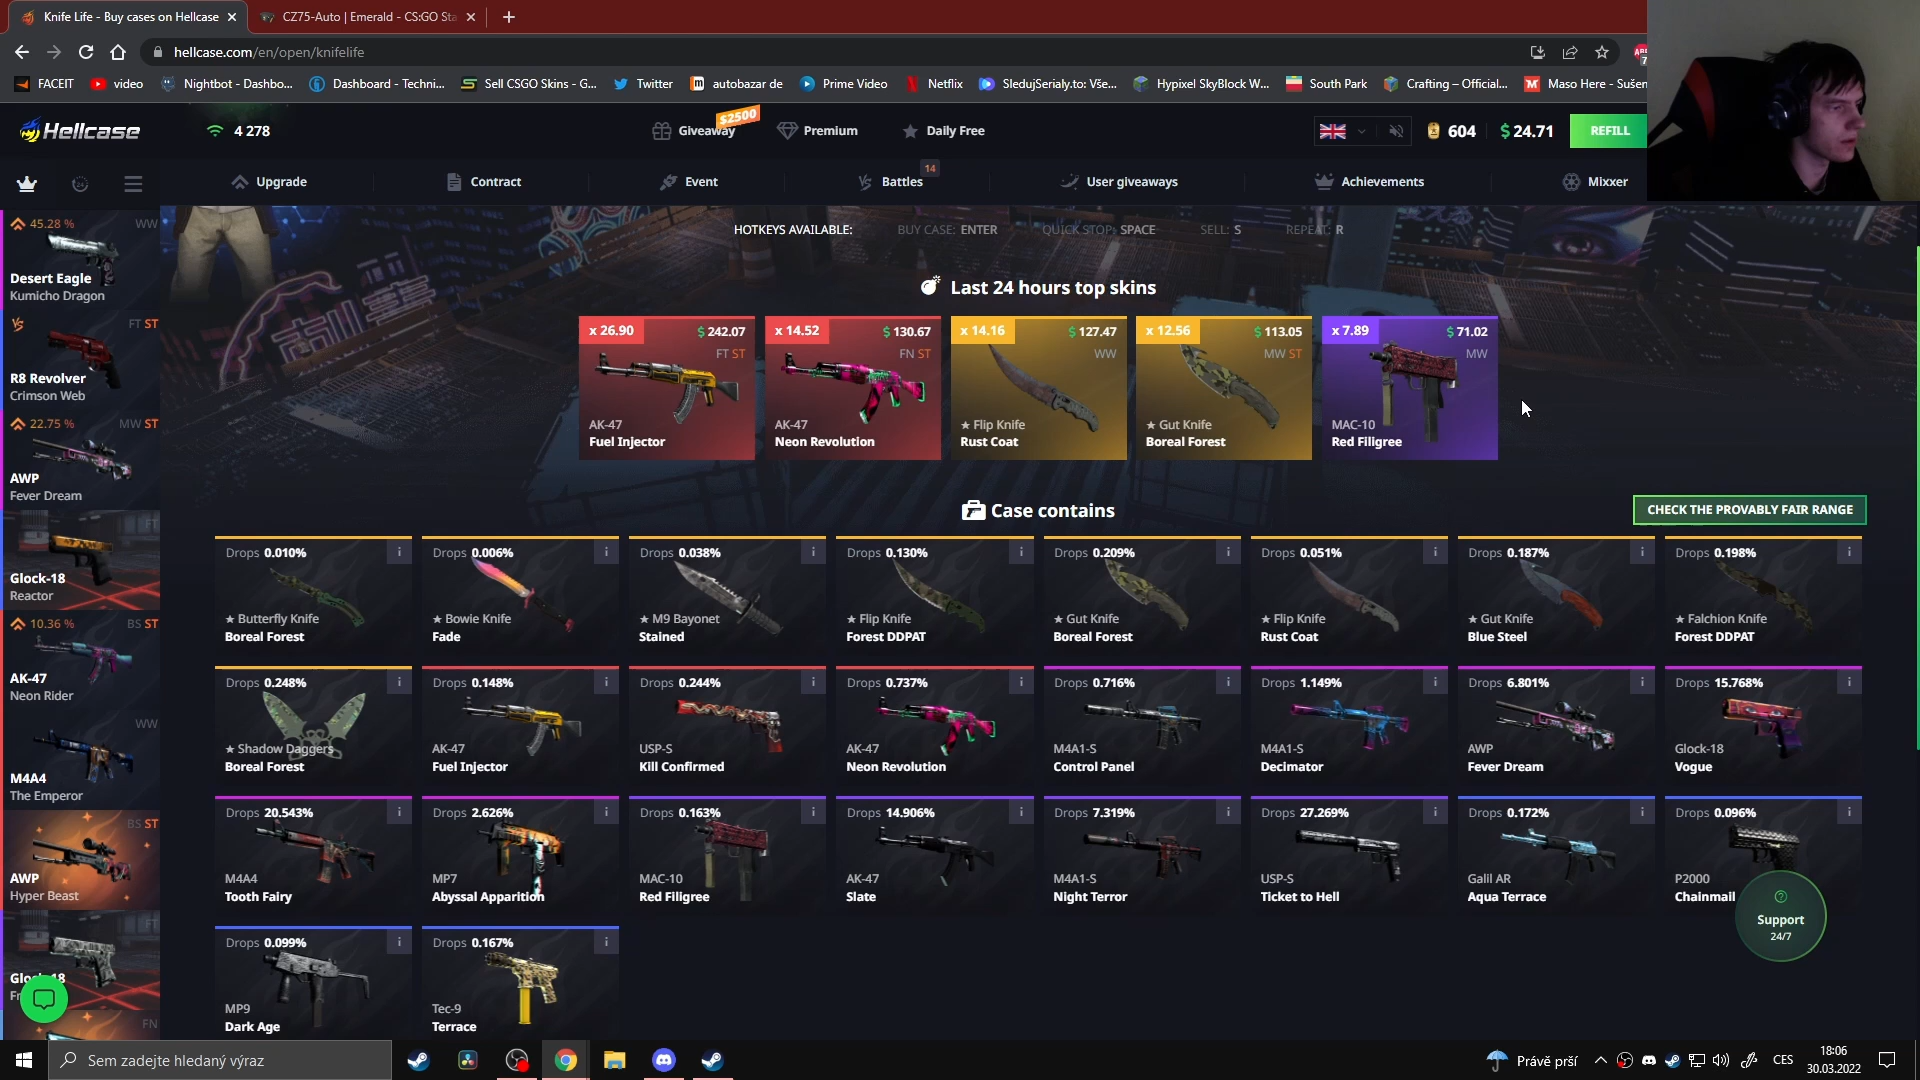 Knife Life - Buy cases on Hellcase
CZ75-Auto | Emerald - CS:GO Sta
hellcase.com/en/open/knifelife
FACEIT
video
Nightbot - Dashbo...
Dashboard - Techni...
Sell CSGO Skins - G...
Twitter
autobazar de
Prime Video
Netflix
SledujSerialy.to: Vše...
Hypixel SkyBlock W...
South Park
Crafting – Official...
Maso Here - Sušen
Hellcase
4 278
Giveaway
$2500
Premium
Daily Free
604
$ 24.71
REFILL
Upgrade
Contract
Event
Battles
14
User giveaways
Achievements
Mixxer
45.28 %
WW
Desert Eagle
Kumicho Dragon
FT ST
R8 Revolver
Crimson Web
22.75 %
MW ST
AWP
Fever Dream
FT
Glock-18
Reactor
10.36 %
BS ST
AK-47
Neon Rider
WW
M4A4
The Emperor
BS ST
AWP
Hyper Beast
FT
FN
HOTKEYS AVAILABLE:
BUY CASE: ENTER
QUICK STOP: SPACE
SELL: S
REPEAT: R
Last 24 hours top skins
x 26.90
$ 242.07
FT ST
AK-47
Fuel Injector
x 14.52
$ 130.67
FN ST
AK-47
Neon Revolution
x 14.16
$ 127.47
WW
★ Flip Knife
Rust Coat
x 12.56
$ 113.05
MW ST
★ Gut Knife
Boreal Forest
x 7.89
$ 71.02
MW
MAC-10
Red Filigree
Case contains
CHECK THE PROVABLY FAIR RANGE
Drops 0.010%
★ Butterfly Knife
Boreal Forest
Drops 0.006%
★ Bowie Knife
Fade
Drops 0.038%
★ M9 Bayonet
Stained
Drops 0.130%
★ Flip Knife
Forest DDPAT
Drops 0.209%
★ Gut Knife
Boreal Forest
Drops 0.051%
★ Flip Knife
Rust Coat
Drops 0.187%
★ Gut Knife
Blue Steel
Drops 0.198%
★ Falchion Knife
Forest DDPAT
Drops 0.248%
★ Shadow Daggers
Boreal Forest
Drops 0.148%
AK-47
Fuel Injector
Drops 0.244%
USP-S
Kill Confirmed
Drops 0.737%
AK-47
Neon Revolution
Drops 0.716%
M4A1-S
Control Panel
Drops 1.149%
M4A1-S
Decimator
Drops 6.801%
AWP
Fever Dream
Drops 15.768%
Glock-18
Vogue
Drops 20.543%
M4A4
Tooth Fairy
Drops 2.626%
MP7
Abyssal Apparition
Drops 0.163%
MAC-10
Red Filigree
Drops 14.906%
AK-47
Slate
Drops 7.319%
M4A1-S
Night Terror
Drops 27.269%
USP-S
Ticket to Hell
Drops 0.172%
Galil AR
Aqua Terrace
Drops 0.096%
P2000
Chainmail
Drops 0.099%
MP9
Dark Age
Drops 0.167%
Tec-9
Terrace
Support
24/7
Sem zadejte hledaný výraz
Právě prší
CES
18:06
30.03.2022